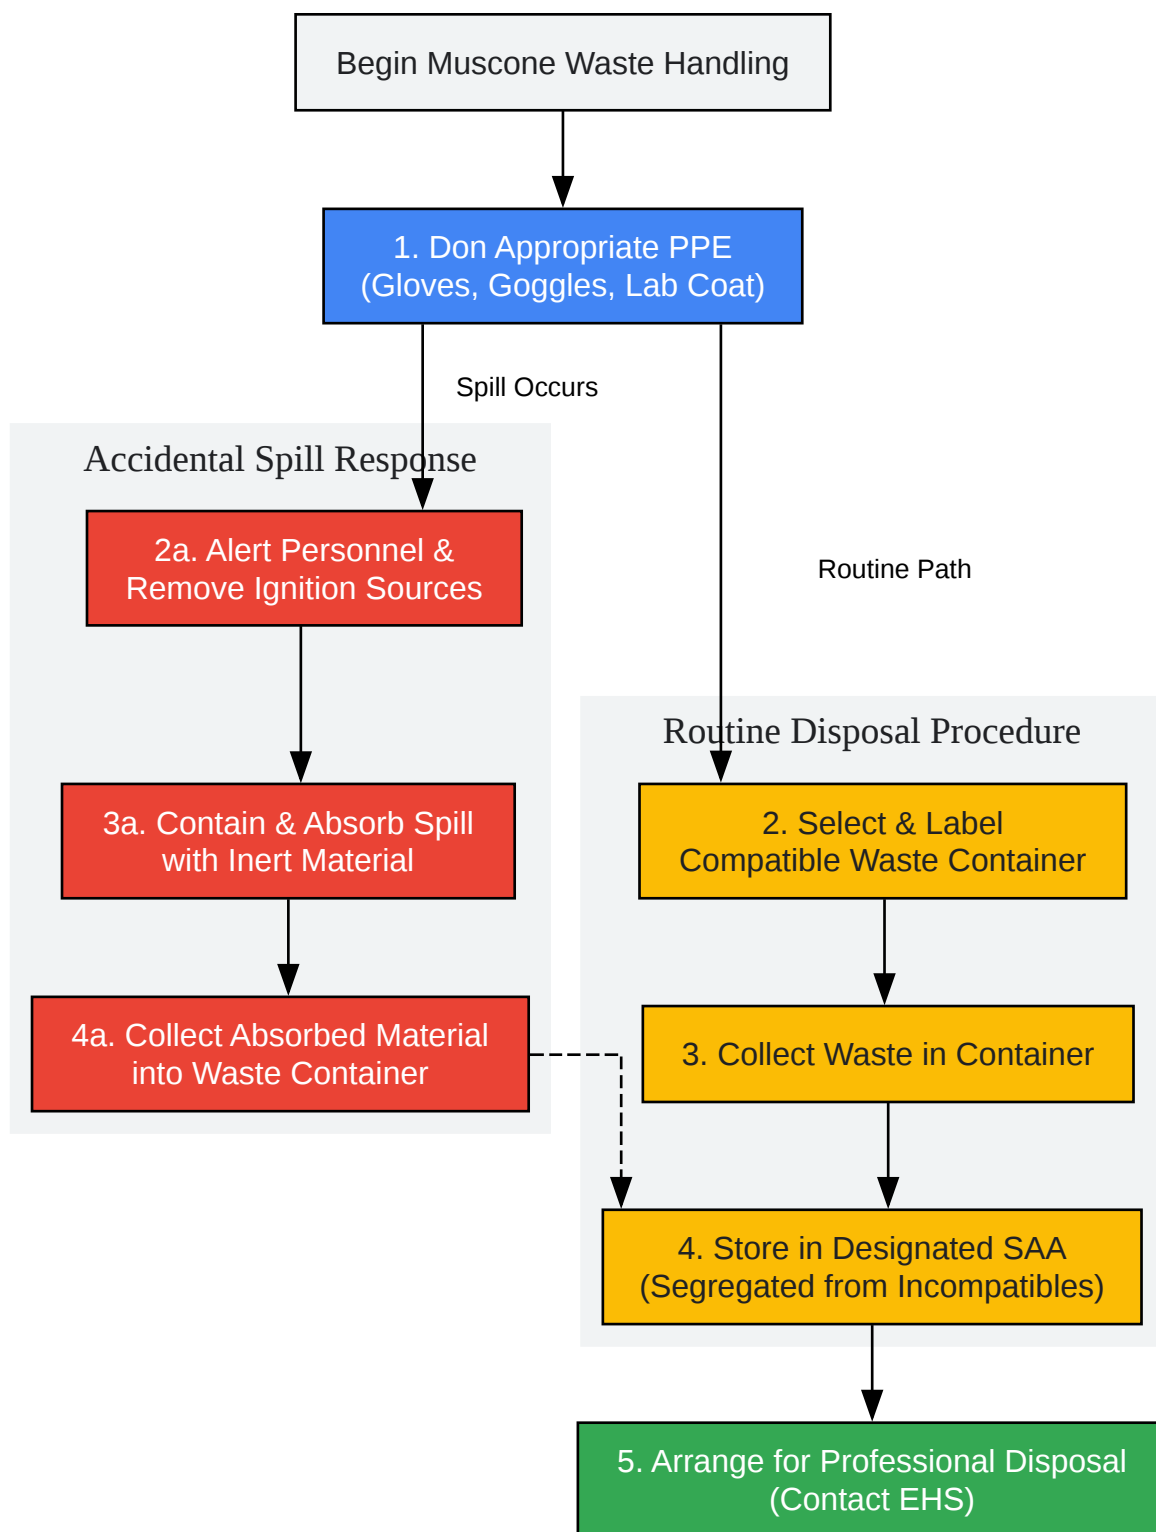 Begin Muscone Waste Handling
1. Don Appropriate PPE
(Gloves, Goggles, Lab Coat)
Spill Occurs
Accidental Spill Response
2a. Alert Personnel &
Remove Ignition Sources
Routine Path
3a. Contain & Absorb Spill
with Inert Material
4a. Collect Absorbed Material
into Waste Container
Routine Disposal Procedure
2. Select & Label
Compatible Waste Container
3. Collect Waste in Container
4. Store in Designated SAA
(Segregated from Incompatibles)
5. Arrange for Professional Disposal
(Contact EHS)